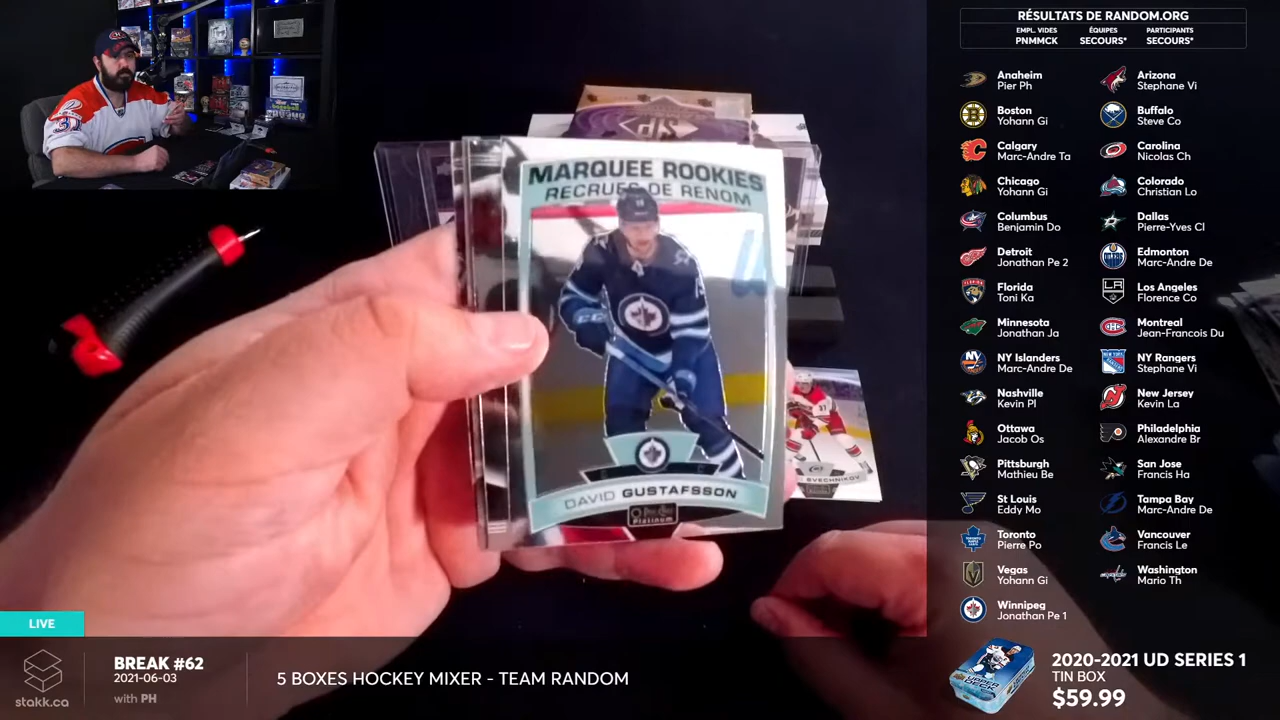 RÉSULTATS DE RANDOM.ORG
EMPL. VIDES
PNMMCK
ÉQUIPES
SECOURS*
PARTICIPANTS
SECOURS*
Anaheim
Pier Ph
Arizona
Stephane Vi
Boston
Yohann Gi
Buffalo
Steve Co
Calgary
Marc-Andre Ta
Carolina
Nicolas Ch
Chicago
Yohann Gi
Colorado
Christian Lo
Columbus
Benjamin Do
Dallas
Pierre-Yves Cl
Detroit
Jonathan Pe 2
Edmonton
Marc-Andre De
Florida
Toni Ka
Los Angeles
Florence Co
Minnesota
Jonathan Ja
Montreal
Jean-Francois Du
NY Islanders
Marc-Andre De
NY Rangers
Stephane Vi
Nashville
Kevin Pl
New Jersey
Kevin La
Ottawa
Jacob Os
Philadelphia
Alexandre Br
Pittsburgh
Mathieu Be
San Jose
Francis Ha
St Louis
Eddy Mo
Tampa Bay
Marc-Andre De
Toronto
Pierre Po
Vancouver
Francis Le
Vegas
Yohann Gi
Washington
Mario Th
Winnipeg
Jonathan Pe 1
MARQUEE ROOKIES
RECRUES DE RENOM
DAVID GUSTAFSSON
O-Pee-Chee
Platinum
SVECHNIKOV
SP
31
37
LIVE
stakk.ca
BREAK #62
2021-06-03
with PH
5 BOXES HOCKEY MIXER - TEAM RANDOM
2020-2021 UD SERIES 1
TIN BOX
$59.99